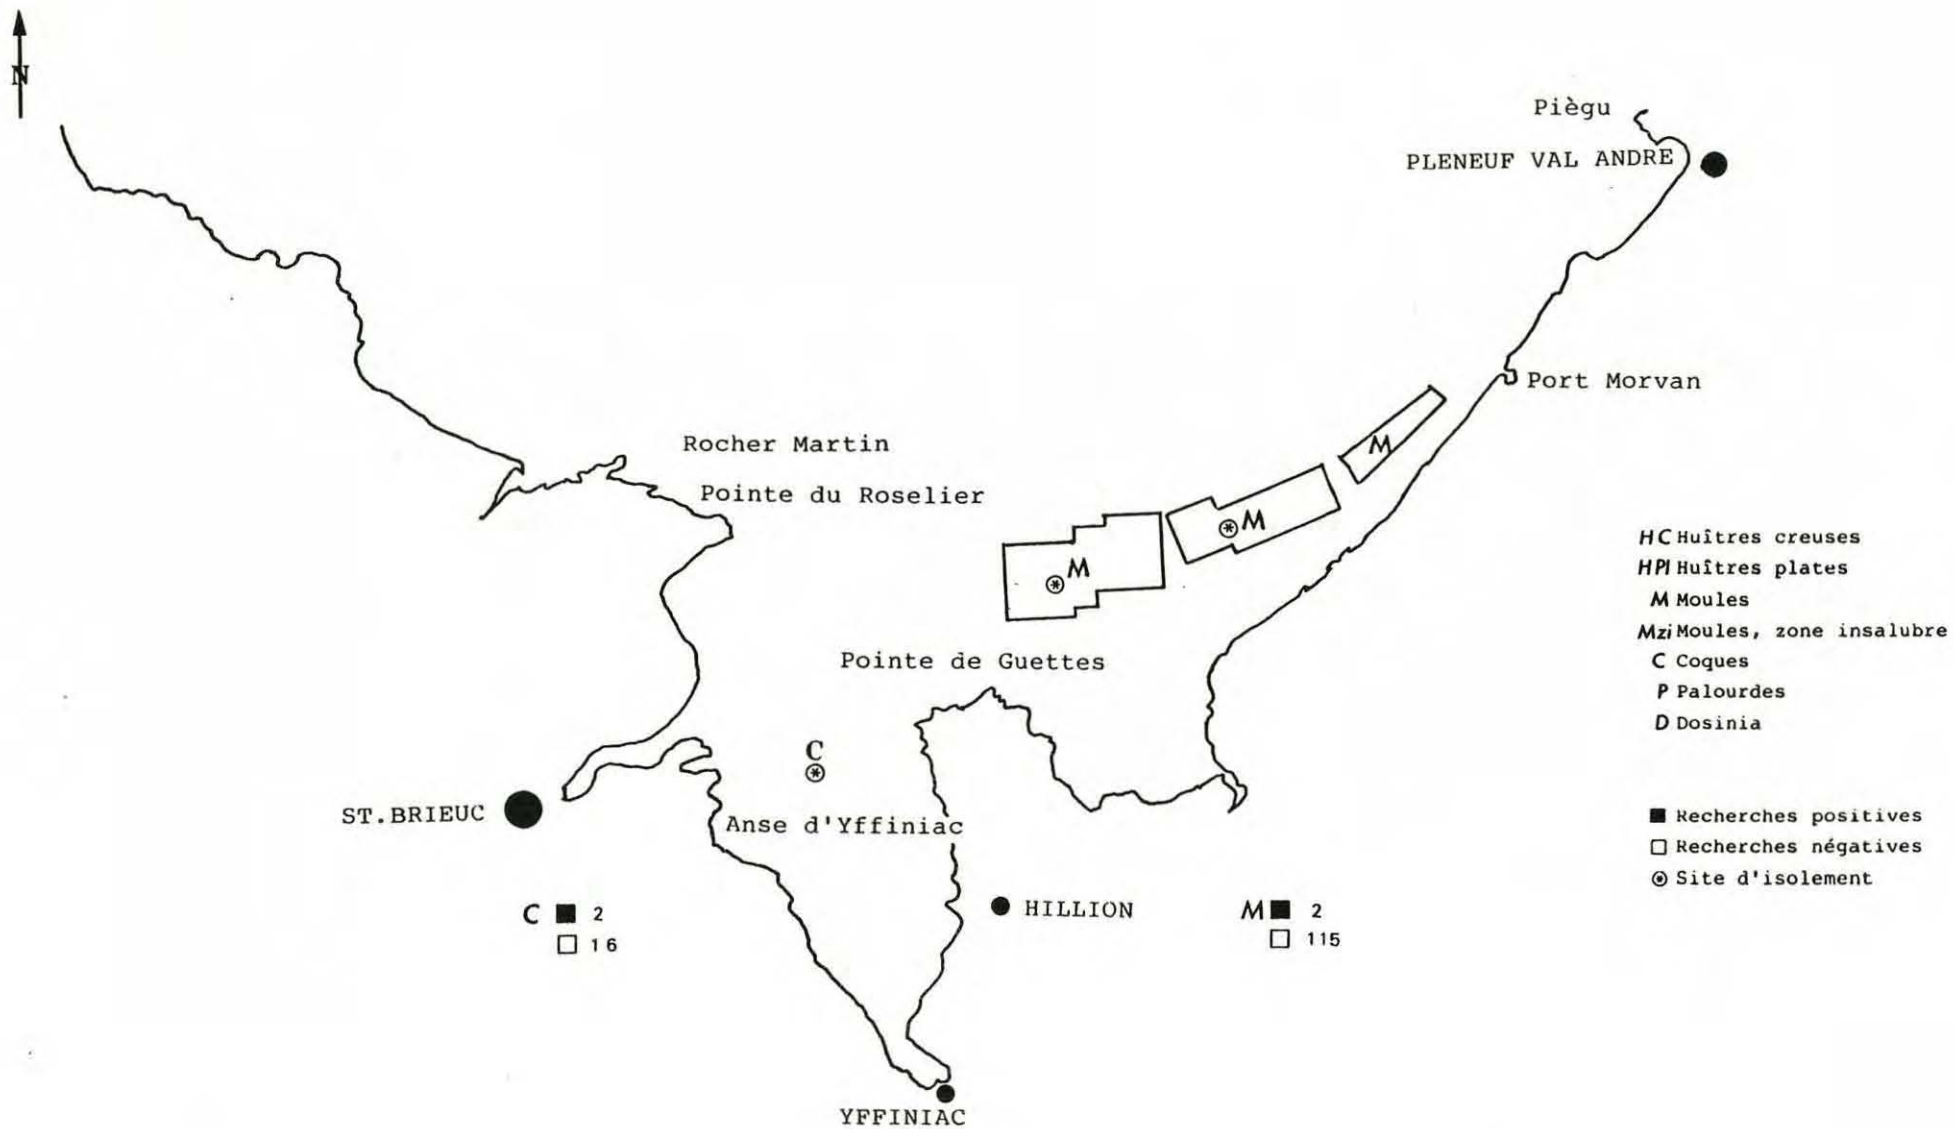 N
Piègu
PLENEUF VAL ANDRE
Port Morvan
Rocher Martin
Pointe du Roselier
M
M
M
Pointe de Guettes
C
ST.BRIEUC
Anse d'Yffiniac
C ■ 2
□ 16
HILLION
M ■ 2
□ 115
YFFINIAC
HC Huîtres creuses
HPl Huîtres plates
M Moules
Mzi Moules, zone insalubre
C Coques
P Palourdes
D Dosinia
■ Recherches positives
□ Recherches négatives
⊛ Site d'isolement